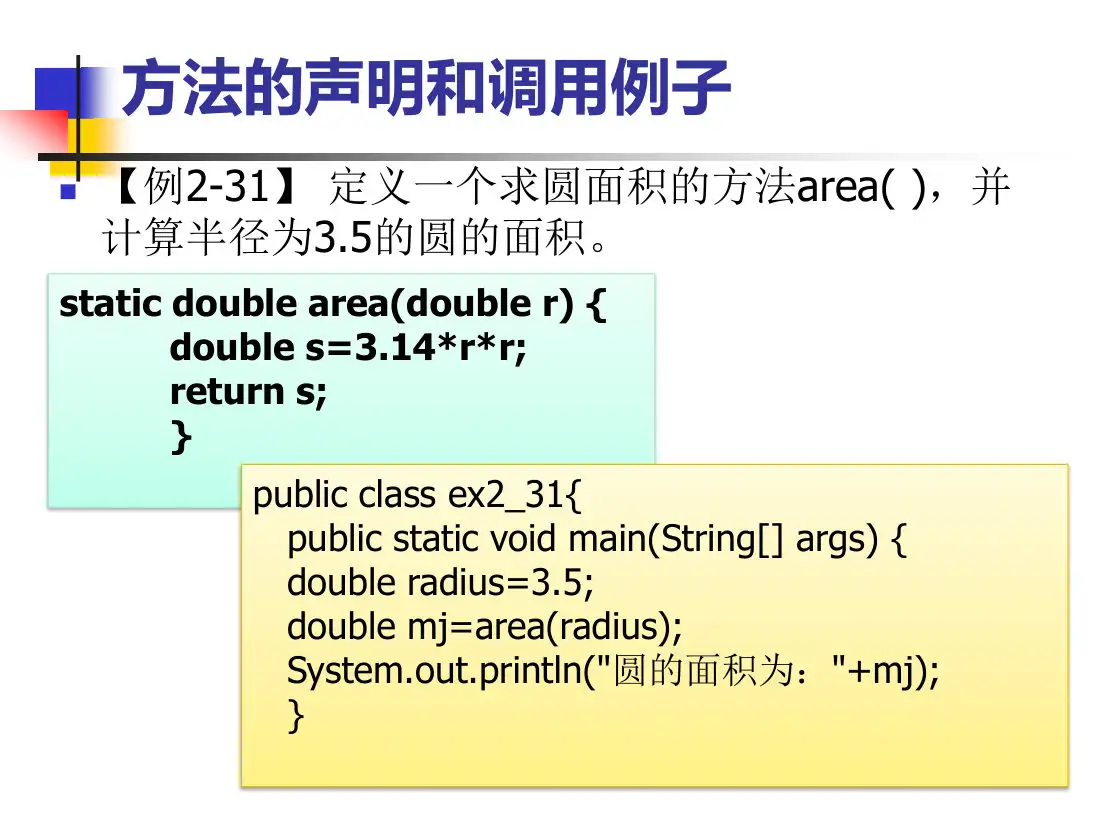 方法的声明和调用例子
【例2-31】 定义一个求圆面积的方法area( )，并
计算半径为3.5的圆的面积。
static double area(double r) {
double s=3.14*r*r;
return s;
}
public class ex2_31{
public static void main(String[] args) {
double radius=3.5;
double mj=area(radius);
System.out.println("圆的面积为："+mj);
}